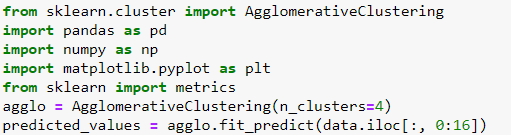 from sklearn.cluster import AgglomerativeClustering
import pandas as pd
import numpy as np
import matplotlib.pyplot as plt
from sklearn import metrics
agglo = AgglomerativeClustering(n_clusters=4)
predicted_values = agglo.fit_predict(data.iloc[:, 0:16])